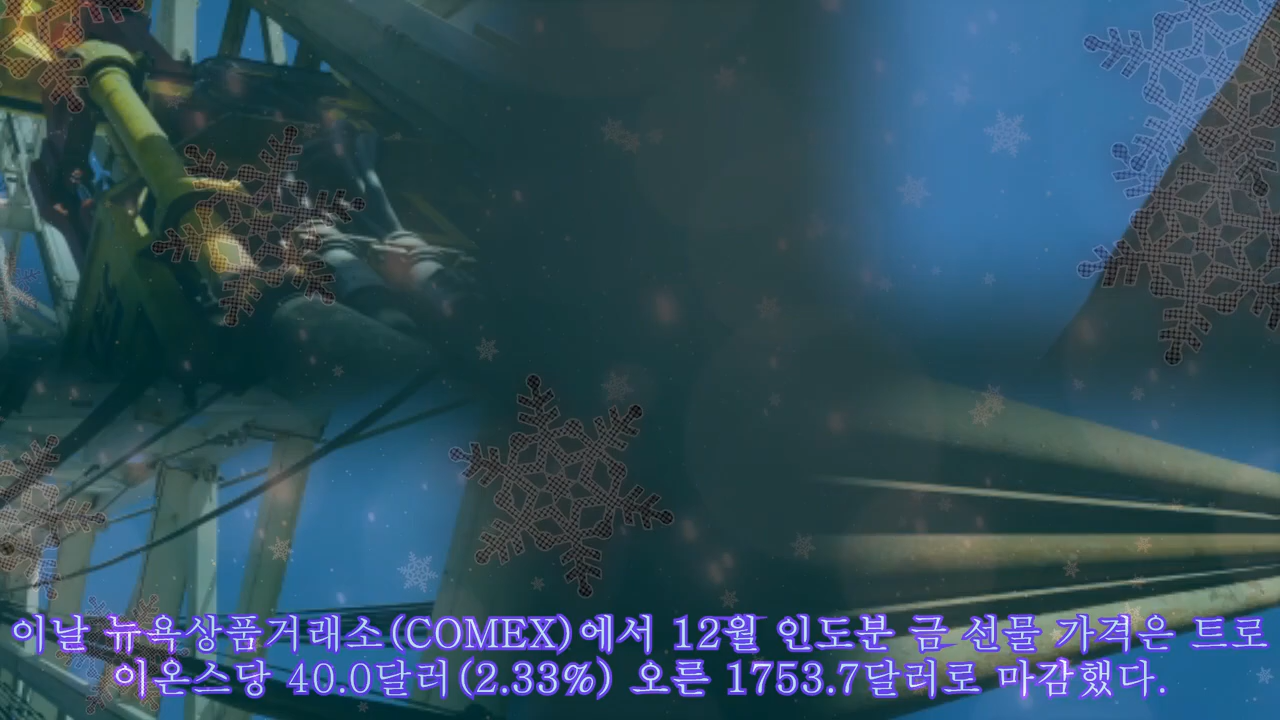 이날 뉴욕상품거래소(COMEX)에서 12월 인도분 금 선물 가격은 트로
이온스당 40.0달러(2.33%) 오른 1753.7달러로 마감했다.